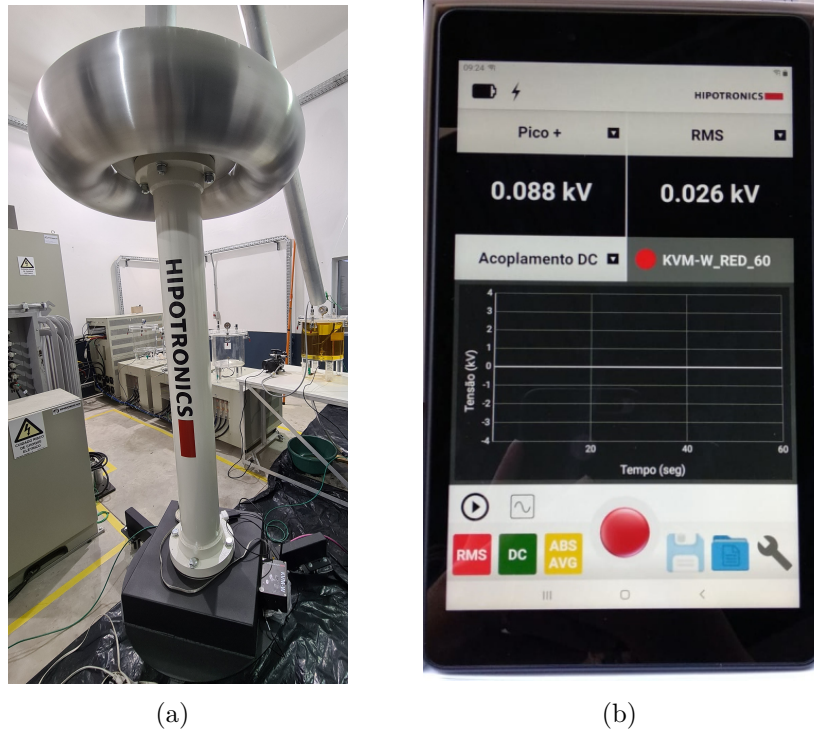 HIPOTRONICS
09:24
HIPOTRONICS
Pico +
RMS
0.088 kV
0.026 kV
Acoplamento DC
KVM-W_RED_60
Tensão (kV)
4
3
2
1
0
-1
-2
-3
-4
20
40
60
Tempo (seg)
RMS
DC
ABS
AVG
(a)
(b)